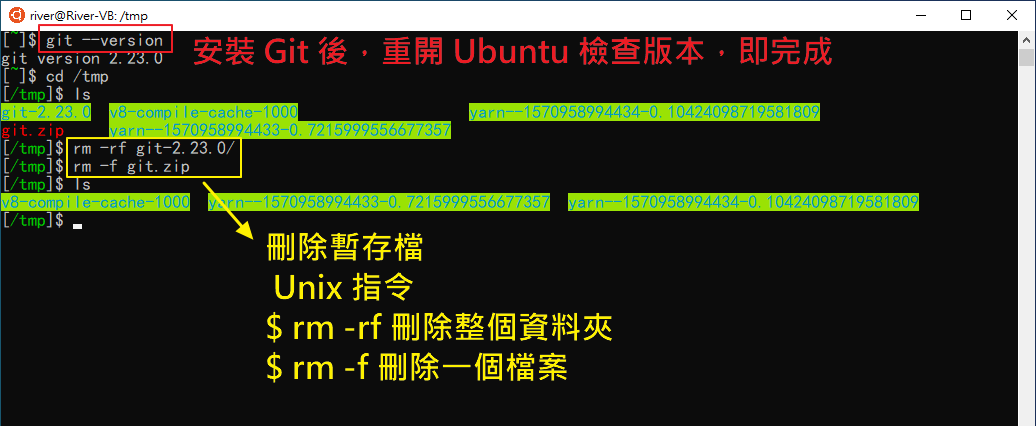 river@River-VB: /tmp
[~]$ git --version
安裝 Git 後，重開 Ubuntu 檢查版本，即完成
git version 2.23.0
[~]$ cd /tmp
[/tmp]$ ls
git-2.23.0 v8-compile-cache-1000 yarn--1570958994434-0.10424098719581809
git.zip yarn--1570958994433-0.7215999556677357
[/tmp]$ rm -rf git-2.23.0/
[/tmp]$ rm -f git.zip
[/tmp]$ ls
v8-compile-cache-1000 yarn--1570958994433-0.7215999556677357 yarn--1570958994434-0.10424098719581809
[/tmp]$
刪除暫存檔
Unix 指令
$ rm -rf 刪除整個資料夾
$ rm -f 刪除一個檔案